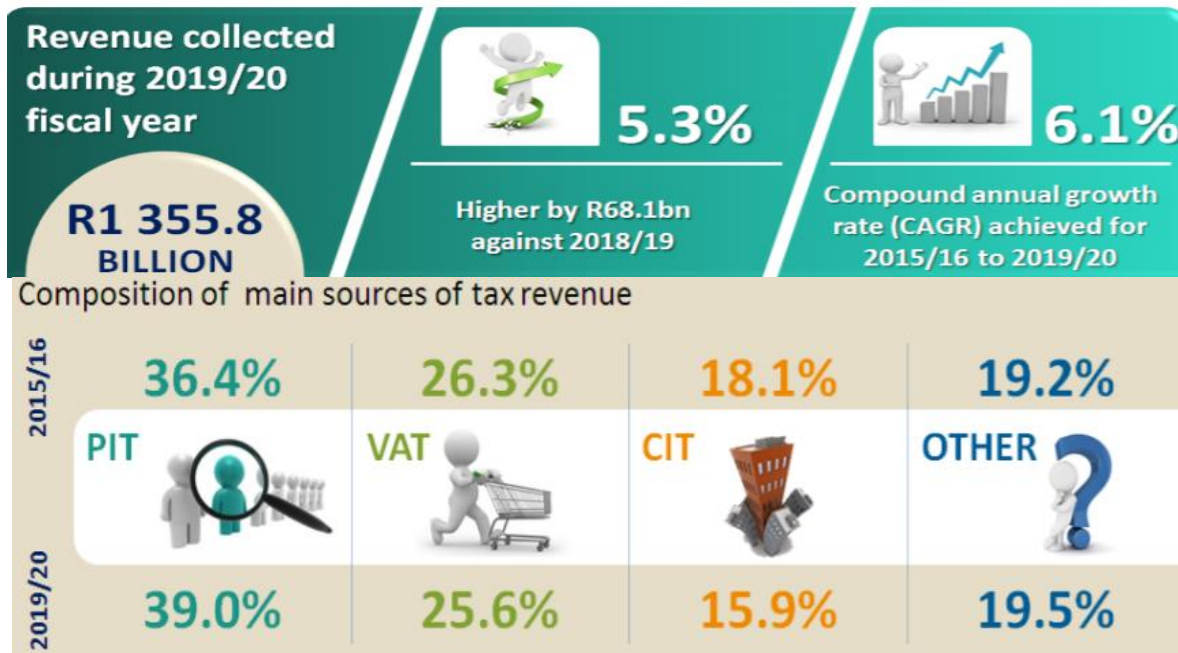 Revenue collected
during 2019/20
fiscal year
R1 355.8
BILLION
5.3%
Higher by R68.1bn
against 2018/19
6.1%
Compound annual growth
rate (CAGR) achieved for
2015/16 to 2019/20
Composition of main sources of tax revenue
2015/16
36.4%
26.3%
18.1%
19.2%
PIT
VAT
CIT
OTHER
2019/20
39.0%
25.6%
15.9%
19.5%